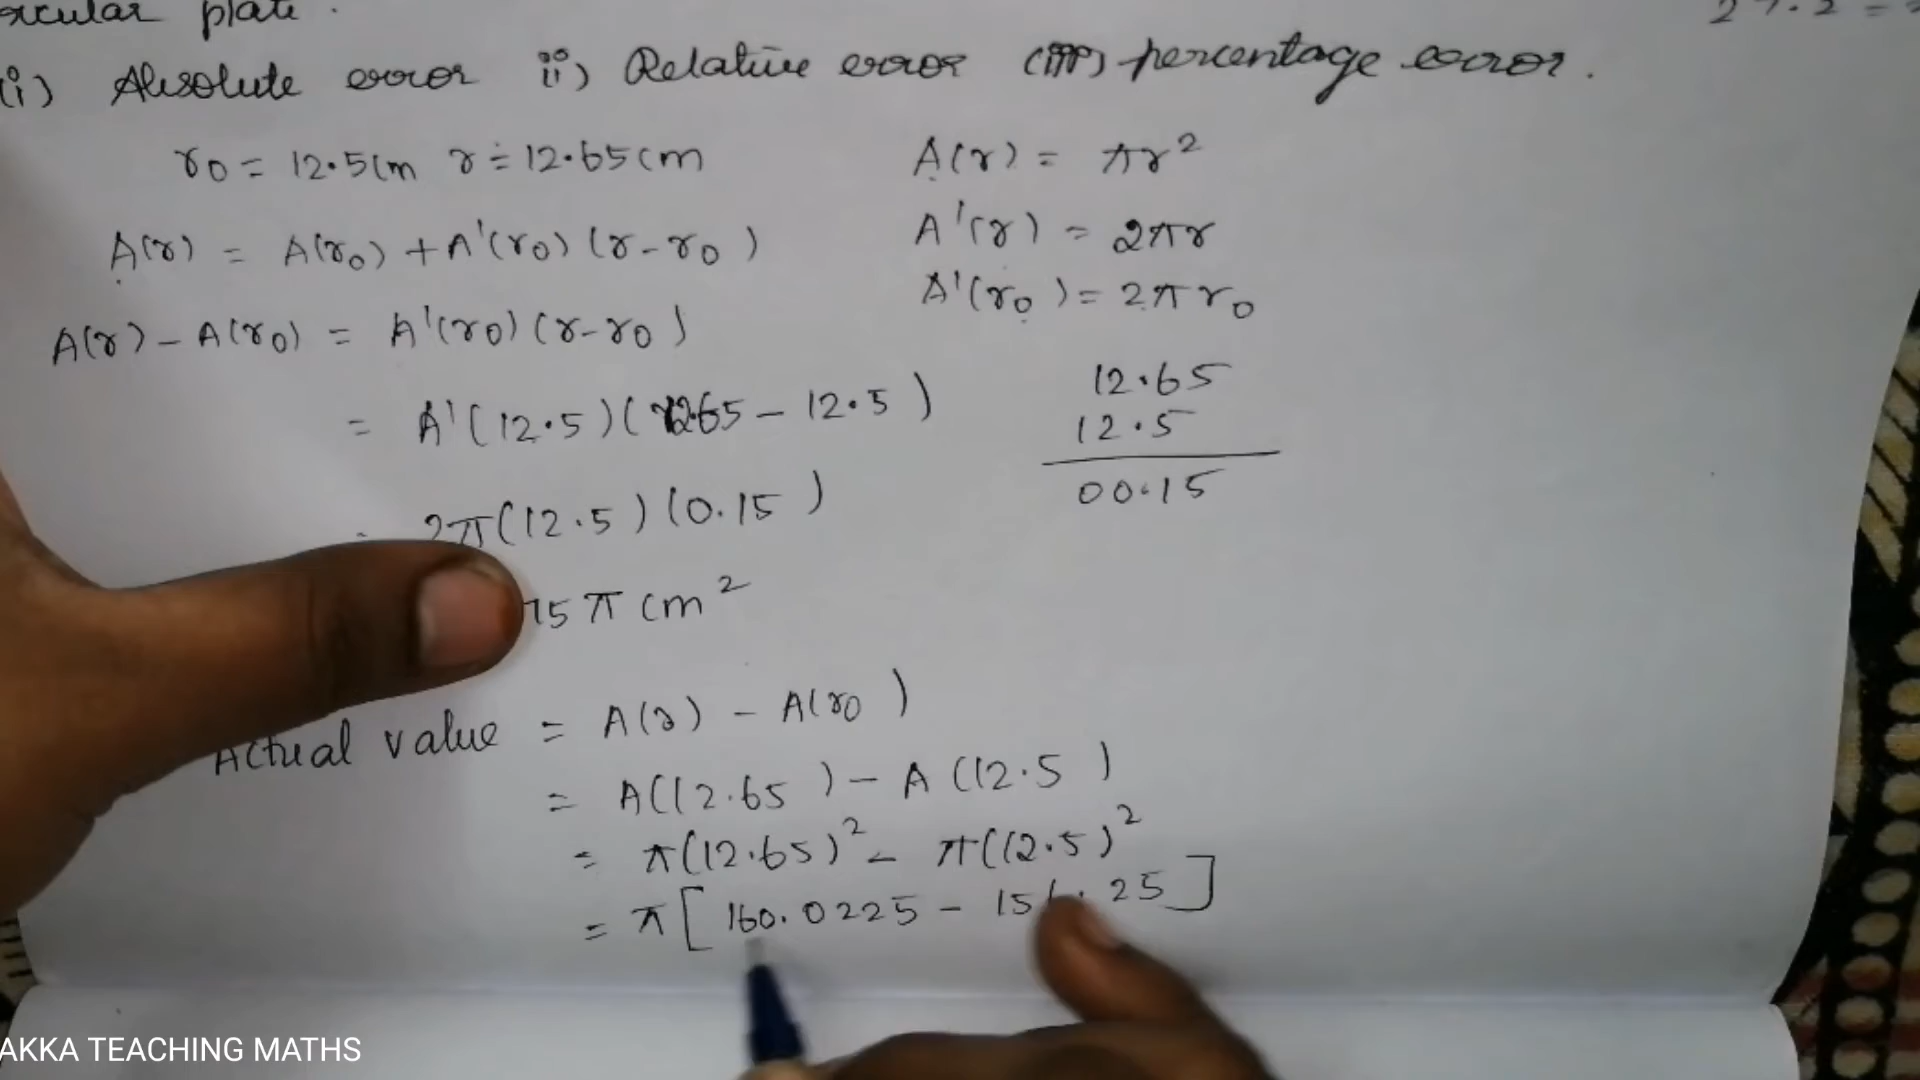 plate.
(i) Absolute error ii) Relative error (iii) percentage error.
r0 = 12.5cm r = 12.65cm
A(r) = A(r0) + A'(r0) (r - r0)
A(r) - A(r0) = A'(r0) (r - r0)
= A'(12.5) (12.65 - 12.5)
2π(12.5) (0.15)
75 π cm²
A(r) = πr²
A'(r) = 2πr
A'(r0) = 2πr0
12.65
12.5
00.15
Actual value = A(r) - A(r0)
= A(12.65) - A(12.5)
= π(12.65)² - π(12.5)²
= π[160.0225 - 25]
AKKA TEACHING MATHS